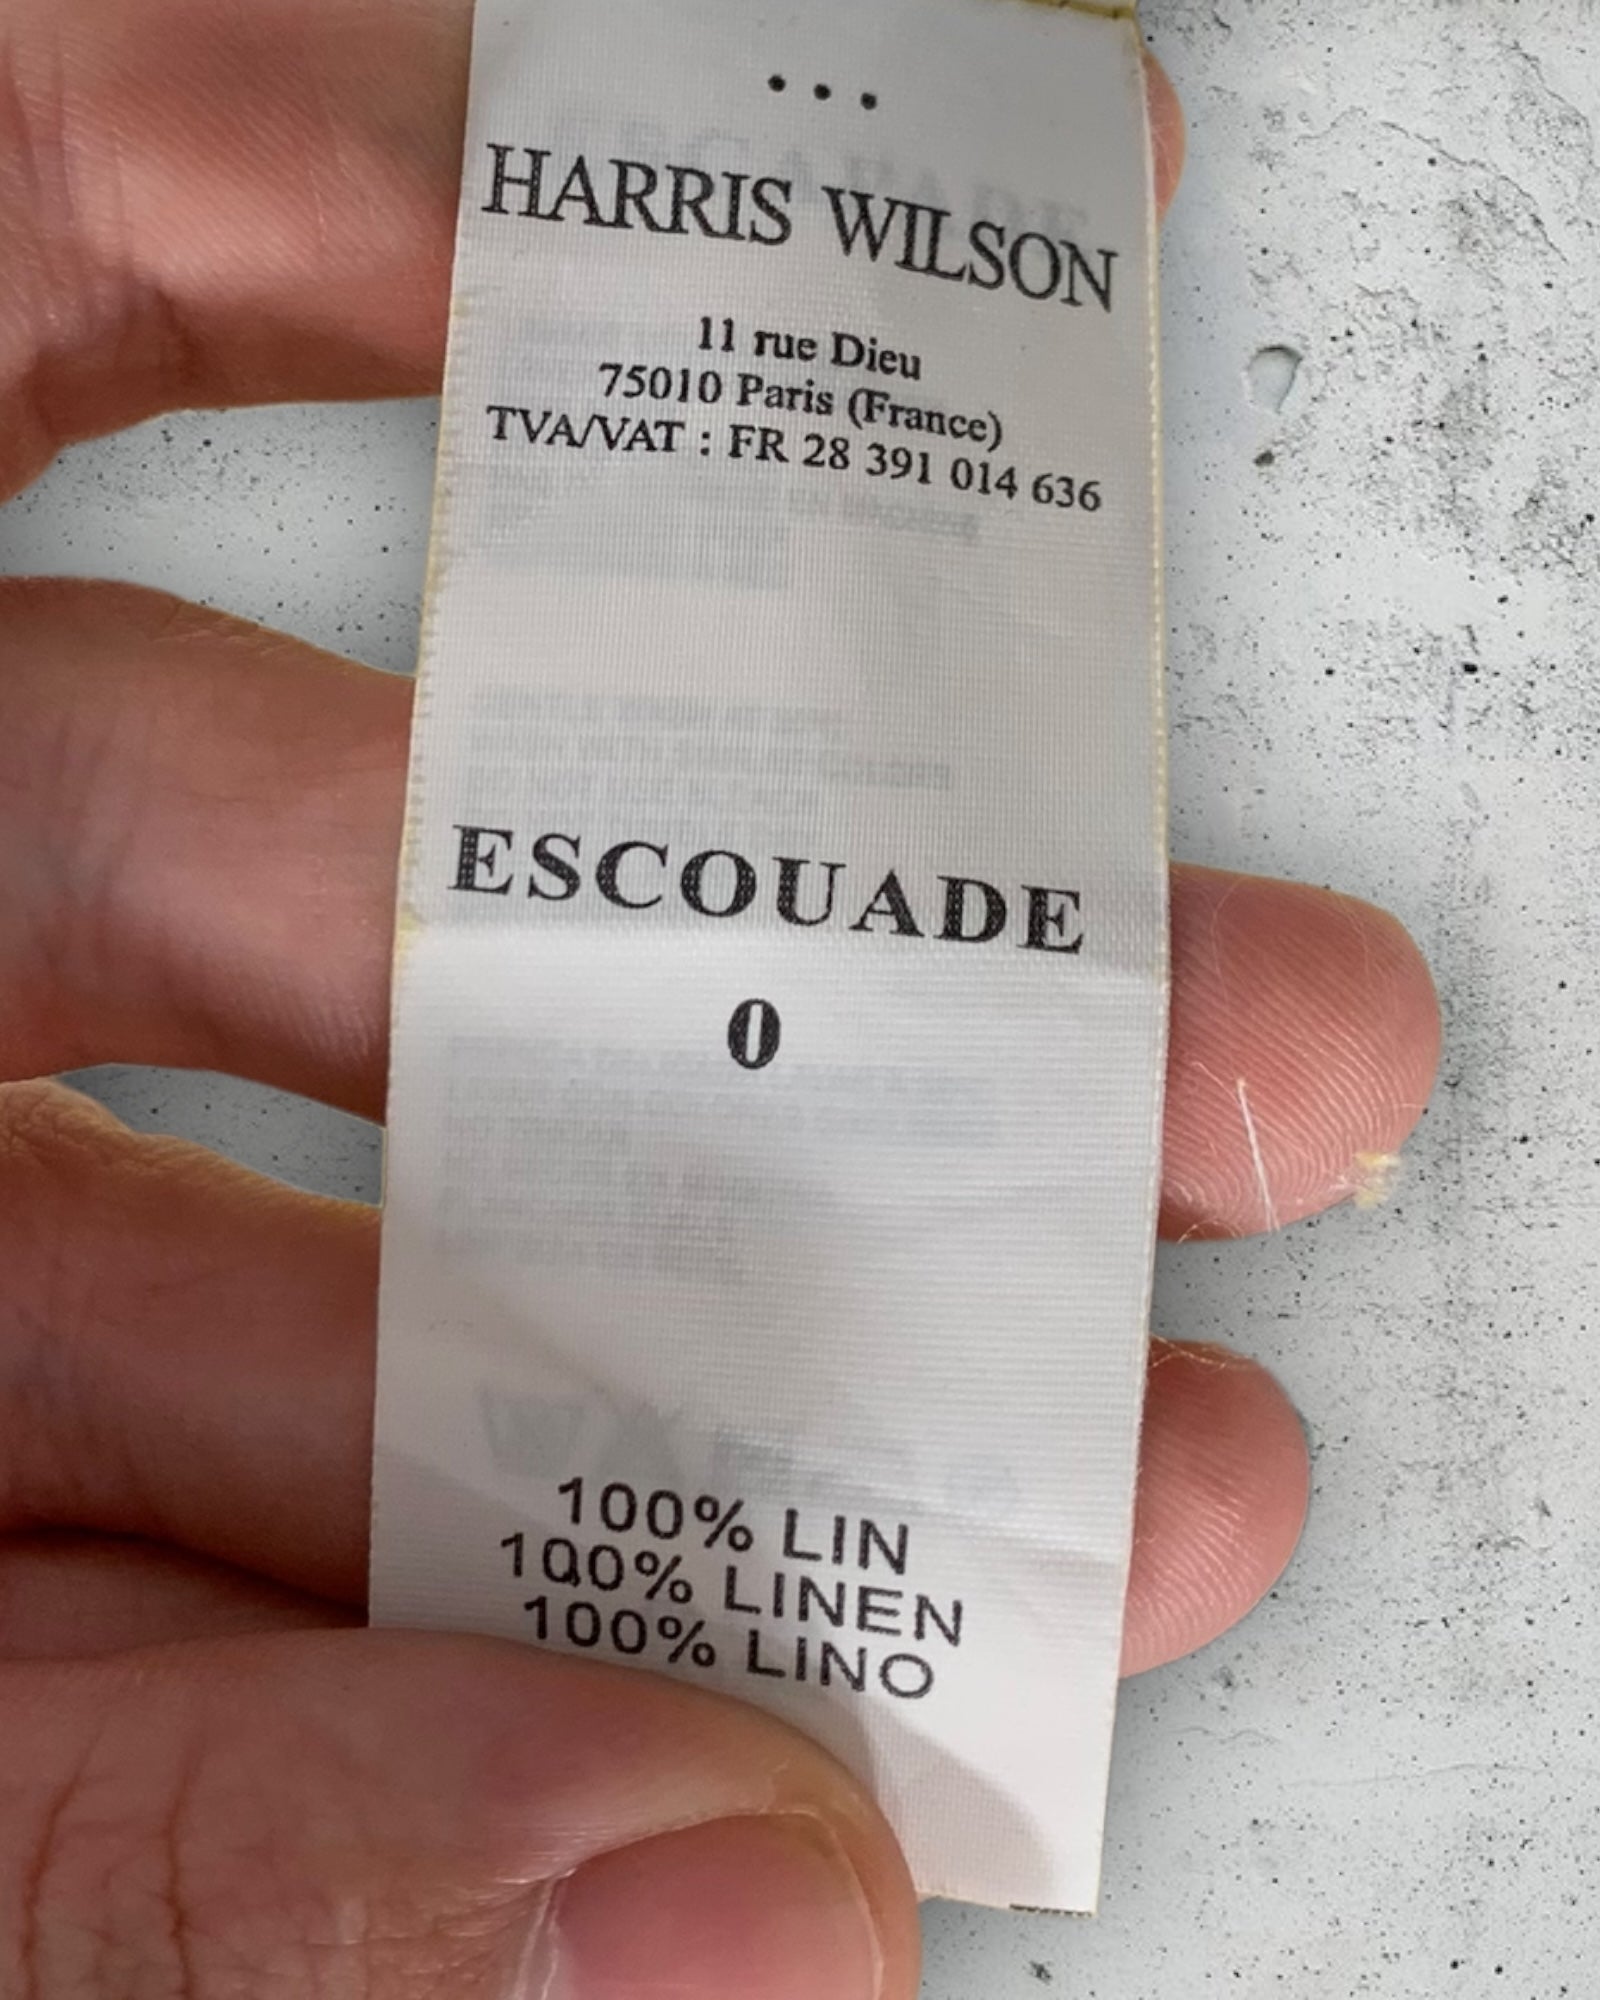 HARRIS WILSON
11 rue Dieu
75010 Paris (France)
TVA/VAT : FR 28 391 014 636
ESCOUADE
0
100% LIN
100% LINEN
100% LINO